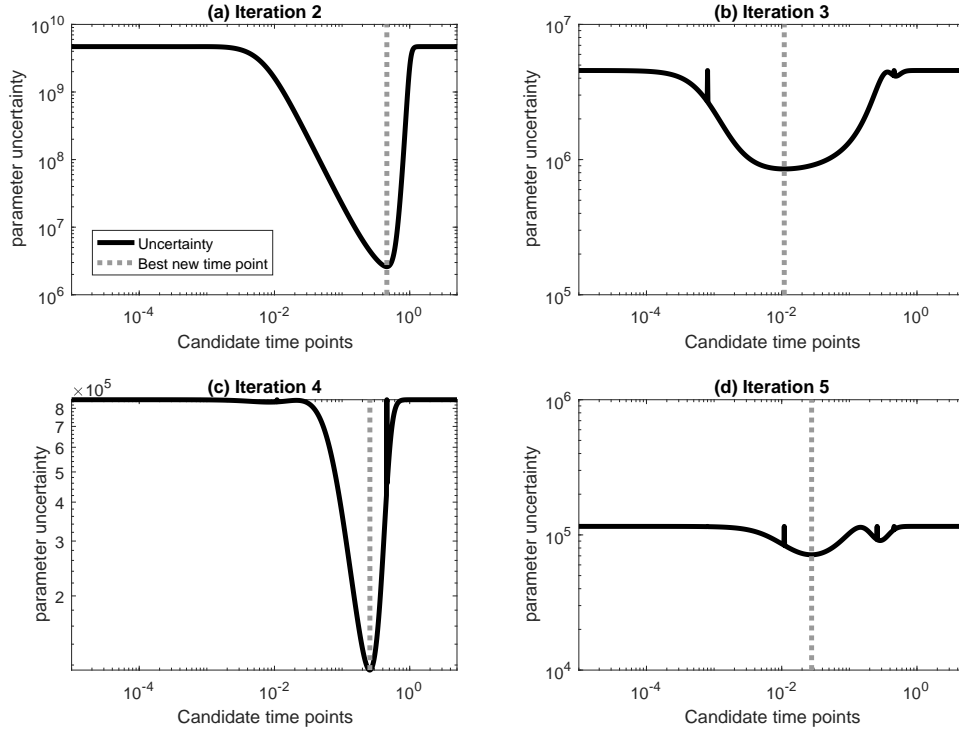 (a) Iteration 2
10^10
10^9
10^8
10^7
10^6
parameter uncertainty
Uncertainty
Best new time point
10^-4
10^-2
10^0
Candidate time points
(b) Iteration 3
10^7
10^6
10^5
parameter uncertainty
10^-4
10^-2
10^0
Candidate time points
(c) Iteration 4
×10^5
8
6
5
4
3
2
parameter uncertainty
10^-4
10^-2
10^0
Candidate time points
(d) Iteration 5
10^6
10^5
10^4
parameter uncertainty
10^-4
10^-2
10^0
Candidate time points